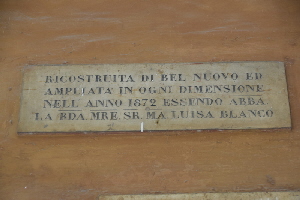 RICOSTRUITA DI BEL NUOVO ED
AMPLIATA IN OGNI DIMENSIONE
NELL ANNO 1872 ESSENDO ABBA
LA RDA. MRE. SR. MA LUISA BLANCO